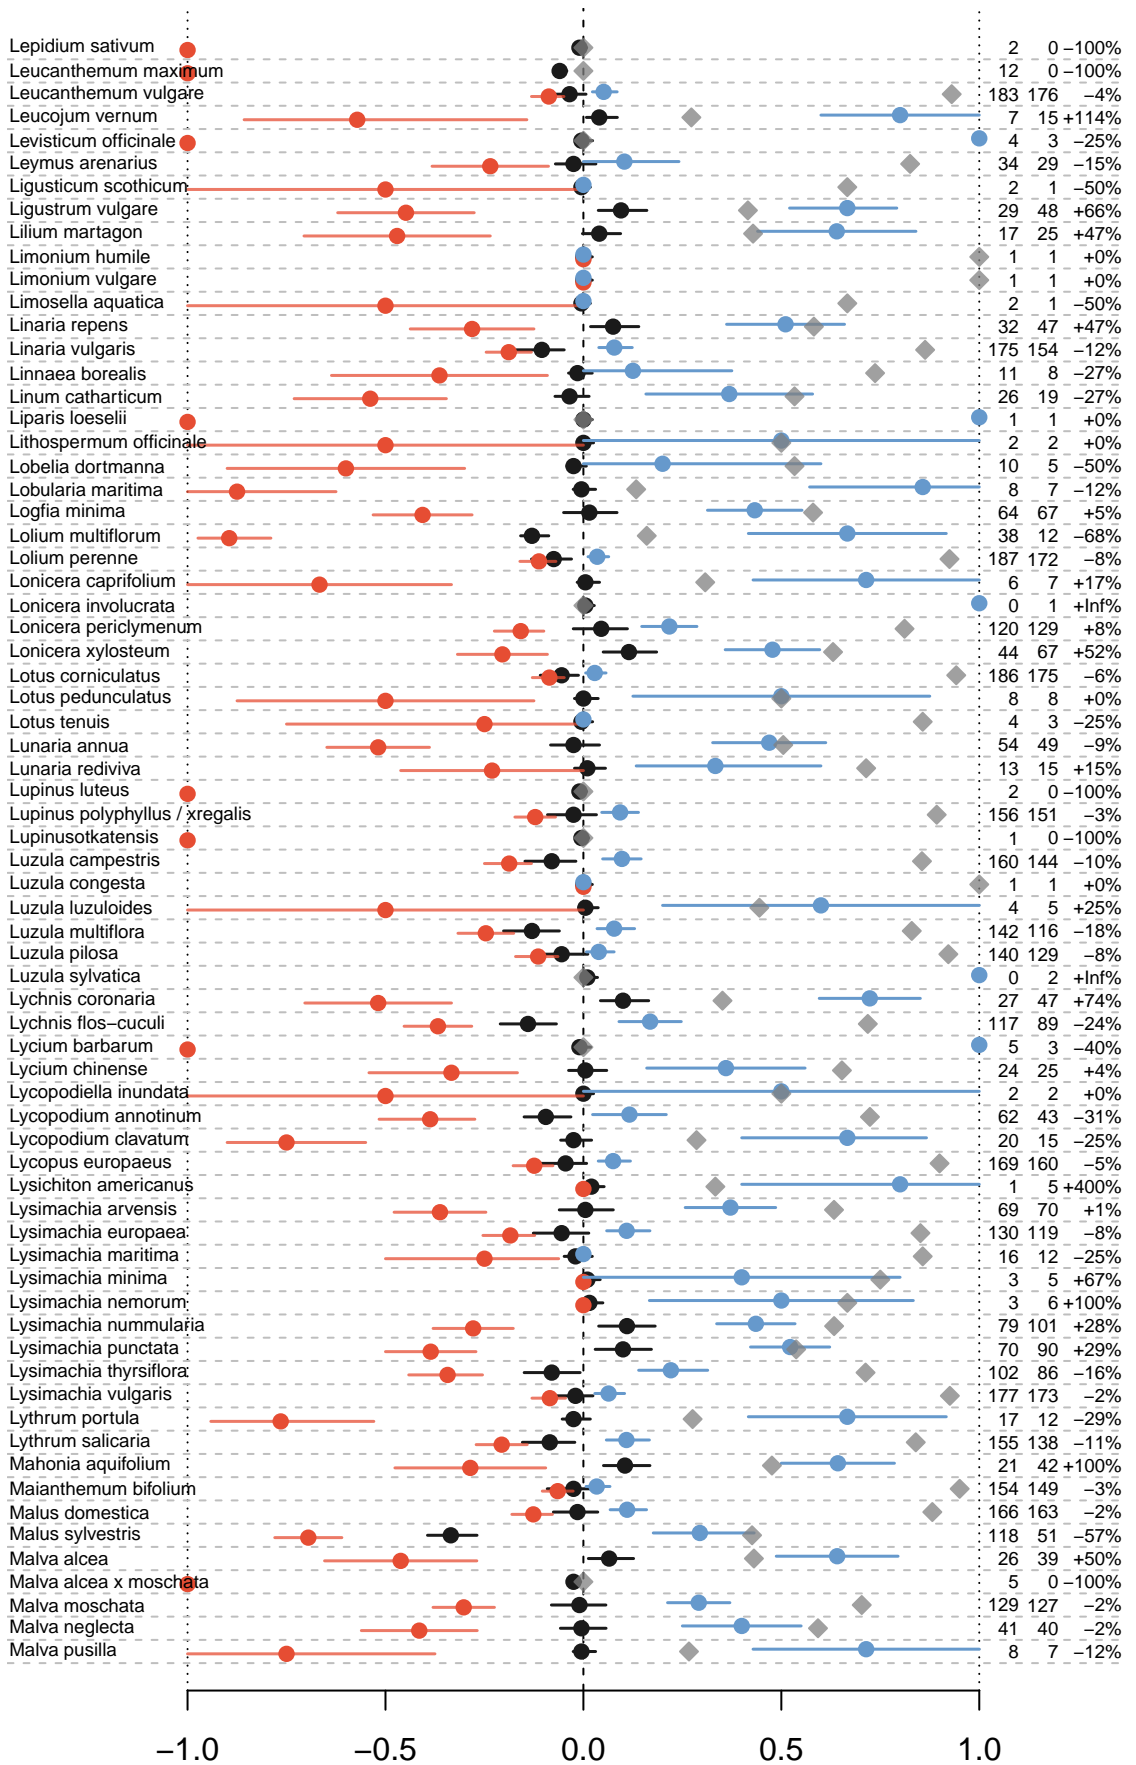 Lepidium sativum 2 0 −100%
Leucanthemum maximum 12 0 −100%
Leucanthemum vulgare 183 176 −4%
Leucojum vernum 7 15 +114%
Levisticum officinale 4 3 −25%
Leymus arenarius 34 29 −15%
Ligusticum scothicum 2 1 −50%
Ligustrum vulgare 29 48 +66%
Lilium martagon 17 25 +47%
Limonium humile 1 1 +0%
Limonium vulgare 1 1 +0%
Limosella aquatica 2 1 −50%
Linaria repens 32 47 +47%
Linaria vulgaris 175 154 −12%
Linnaea borealis 11 8 −27%
Linum catharticum 26 19 −27%
Liparis loeselii 1 1 +0%
Lithospermum officinale 2 2 +0%
Lobelia dortmanna 10 5 −50%
Lobularia maritima 8 7 −12%
Logfia minima 64 67 +5%
Lolium multiflorum 38 12 −68%
Lolium perenne 187 172 −8%
Lonicera caprifolium 6 7 +17%
Lonicera involucrata 0 1 +Inf%
Lonicera periclymenum 120 129 +8%
Lonicera xylosteum 44 67 +52%
Lotus corniculatus 186 175 −6%
Lotus pedunculatus 8 8 +0%
Lotus tenuis 4 3 −25%
Lunaria annua 54 49 −9%
Lunaria rediviva 13 15 +15%
Lupinus luteus 2 0 −100%
Lupinus polyphyllus / xregalis 156 151 −3%
Lupinusotkatensis 1 0 −100%
Luzula campestris 160 144 −10%
Luzula congesta 1 1 +0%
Luzula luzuloides 4 5 +25%
Luzula multiflora 142 116 −18%
Luzula pilosa 140 129 −8%
Luzula sylvatica 0 2 +Inf%
Lychnis coronaria 27 47 +74%
Lychnis flos−cuculi 117 89 −24%
Lycium barbarum 5 3 −40%
Lycium chinense 24 25 +4%
Lycopodiella inundata 2 2 +0%
Lycopodium annotinum 62 43 −31%
Lycopodium clavatum 20 15 −25%
Lycopus europaeus 169 160 −5%
Lysichiton americanus 1 5 +400%
Lysimachia arvensis 69 70 +1%
Lysimachia europaea 130 119 −8%
Lysimachia maritima 16 12 −25%
Lysimachia minima 3 5 +67%
Lysimachia nemorum 3 6 +100%
Lysimachia nummularia 79 101 +28%
Lysimachia punctata 70 90 +29%
Lysimachia thyrsiflora 102 86 −16%
Lysimachia vulgaris 177 173 −2%
Lythrum portula 17 12 −29%
Lythrum salicaria 155 138 −11%
Mahonia aquifolium 21 42 +100%
Maianthemum bifolium 154 149 −3%
Malus domestica 166 163 −2%
Malus sylvestris 118 51 −57%
Malva alcea 26 39 +50%
Malva alcea x moschata 5 0 −100%
Malva moschata 129 127 −2%
Malva neglecta 41 40 −2%
Malva pusilla 8 7 −12%
−1.0 −0.5 0.0 0.5 1.0